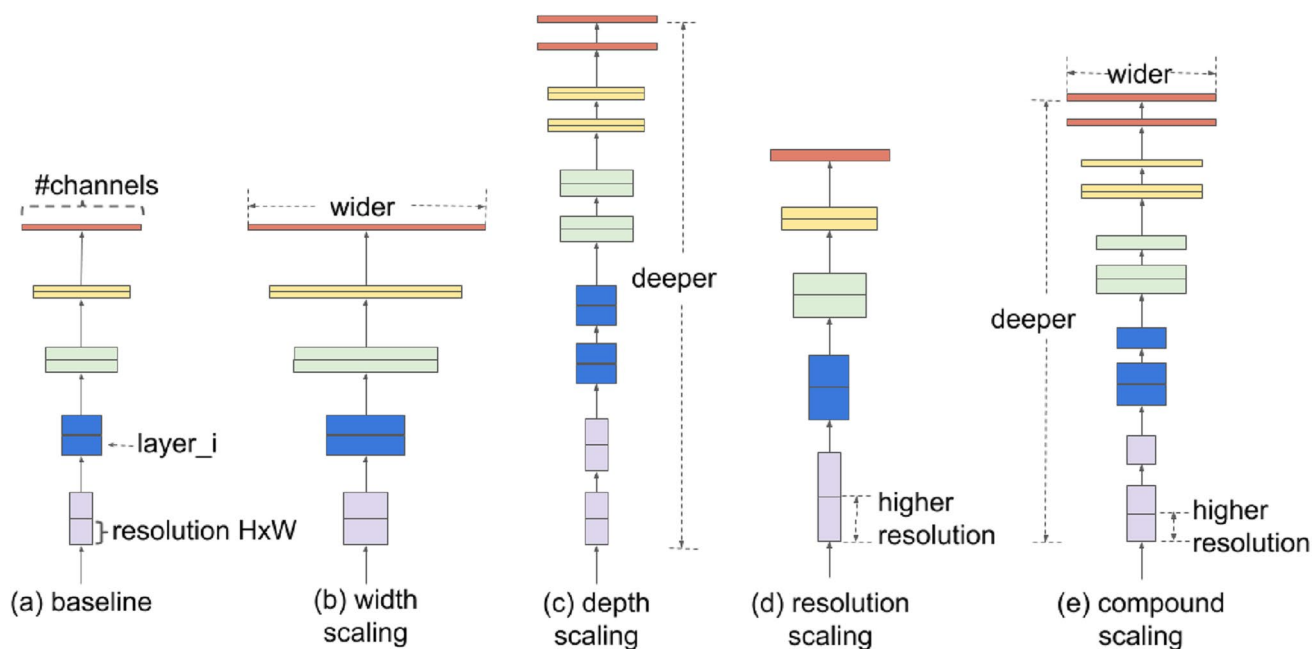 #channels
layer_i
resolution HxW
(a) baseline
wider
(b) width
scaling
deeper
(c) depth
scaling
higher
resolution
(d) resolution
scaling
wider
deeper
higher
resolution
(e) compound
scaling